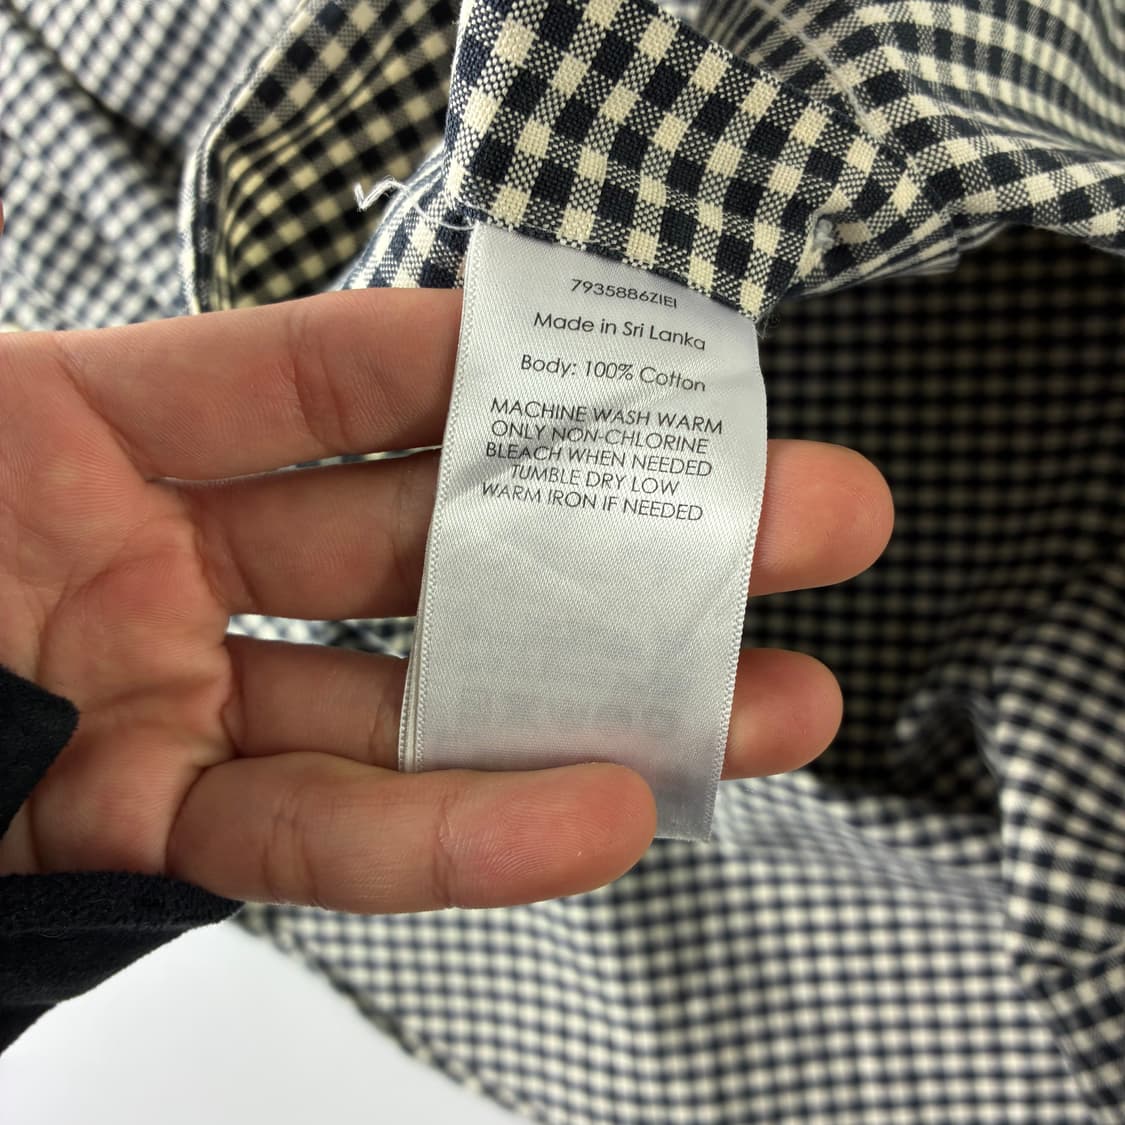 7935886ZIEI
Made in Sri Lanka
Body: 100% Cotton
MACHINE WASH WARM
ONLY NON-CHLORINE
BLEACH WHEN NEEDED
TUMBLE DRY LOW
WARM IRON IF NEEDED